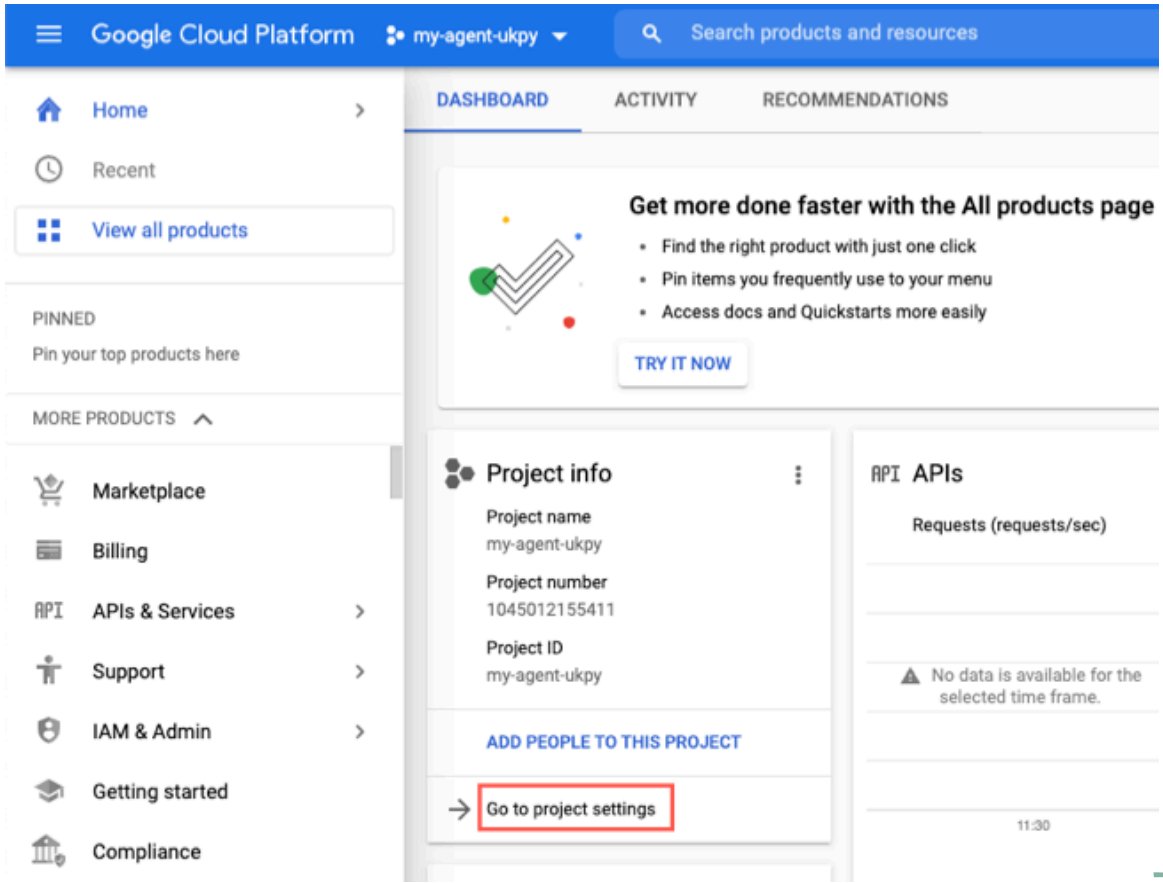 Google Cloud Platform
my-agent-ukpy
Search products and resources
Home
Recent
View all products
PINNED
Pin your top products here
MORE PRODUCTS
Marketplace
Billing
API APIs & Services
Support
IAM & Admin
Getting started
Compliance
DASHBOARD ACTIVITY RECOMMENDATIONS
Get more done faster with the All products page
• Find the right product with just one click
• Pin items you frequently use to your menu
• Access docs and Quickstarts more easily
TRY IT NOW
Project info
Project name
my-agent-ukpy
Project number
1045012155411
Project ID
my-agent-ukpy
ADD PEOPLE TO THIS PROJECT
Go to project settings
API APIs
Requests (requests/sec)
No data is available for the
selected time frame.
11:30